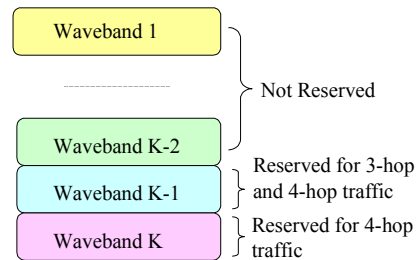 Waveband 1
Not Reserved
Waveband K-2
Reserved for 3-hop
and 4-hop traffic
Waveband K-1
Reserved for 4-hop
traffic
Waveband K